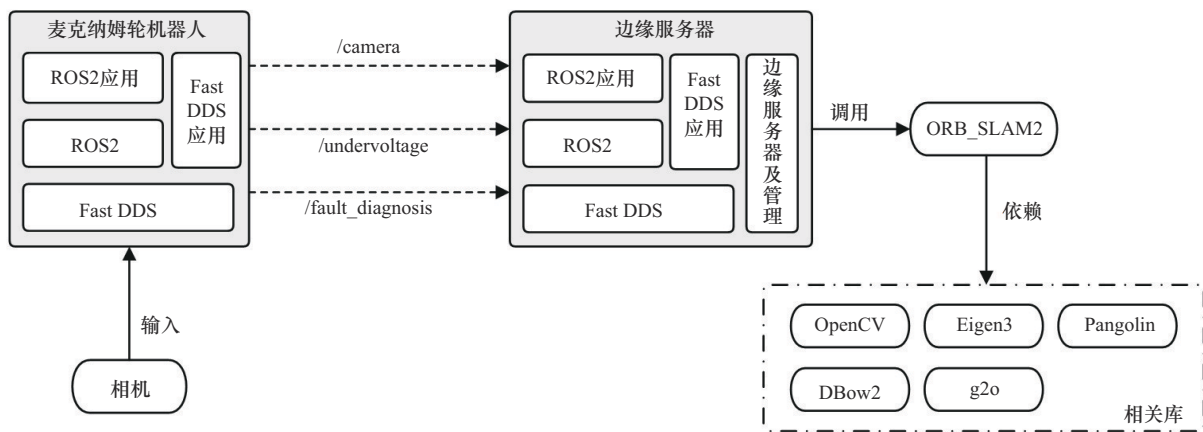 麦克纳姆轮机器人
ROS2应用
ROS2
Fast
DDS
应用
Fast DDS
/camera
/undervoltage
/fault_diagnosis
边缘服务器
ROS2应用
ROS2
Fast
DDS
应用
Fast DDS
边缘服务器及管理
调用
ORB_SLAM2
依赖
输入
相机
OpenCV
Eigen3
Pangolin
DBow2
g2o
相关库